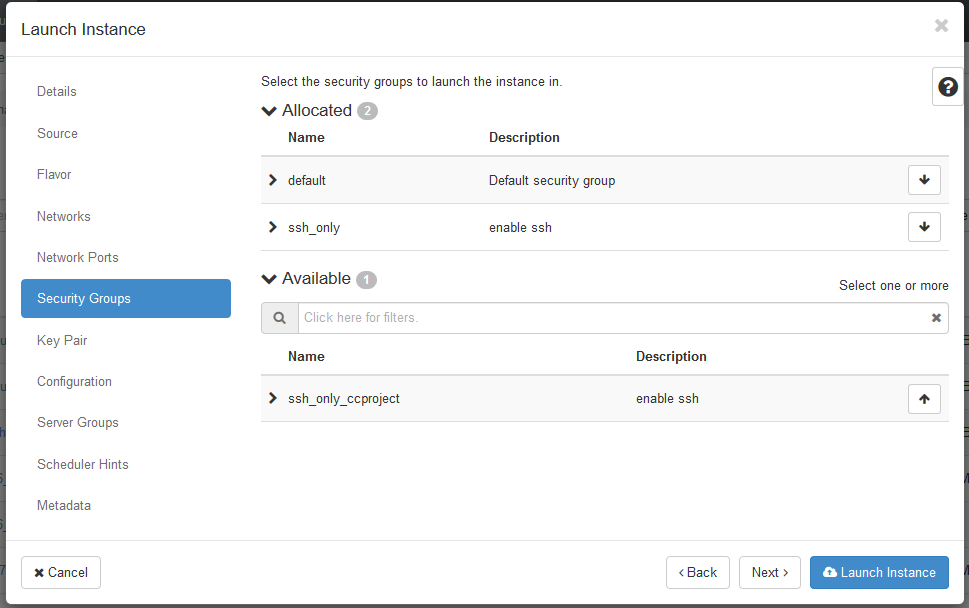 Launch Instance
Details
Source
Flavor
Networks
Network Ports
Security Groups
Key Pair
Configuration
Server Groups
Scheduler Hints
Metadata
Select the security groups to launch the instance in.
Allocated 2
Name Description
default Default security group
ssh_only enable ssh
Available 1
Select one or more
Click here for filters.
Name Description
ssh_only_ccproject enable ssh
Cancel
Back
Next
Launch Instance